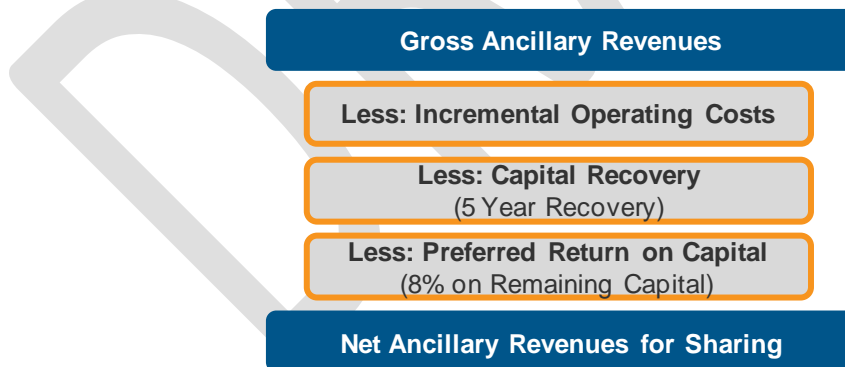 Gross Ancillary Revenues
Less: Incremental Operating Costs
Less: Capital Recovery
(5 Year Recovery)
Less: Preferred Return on Capital
(8% on Remaining Capital)
Net Ancillary Revenues for Sharing